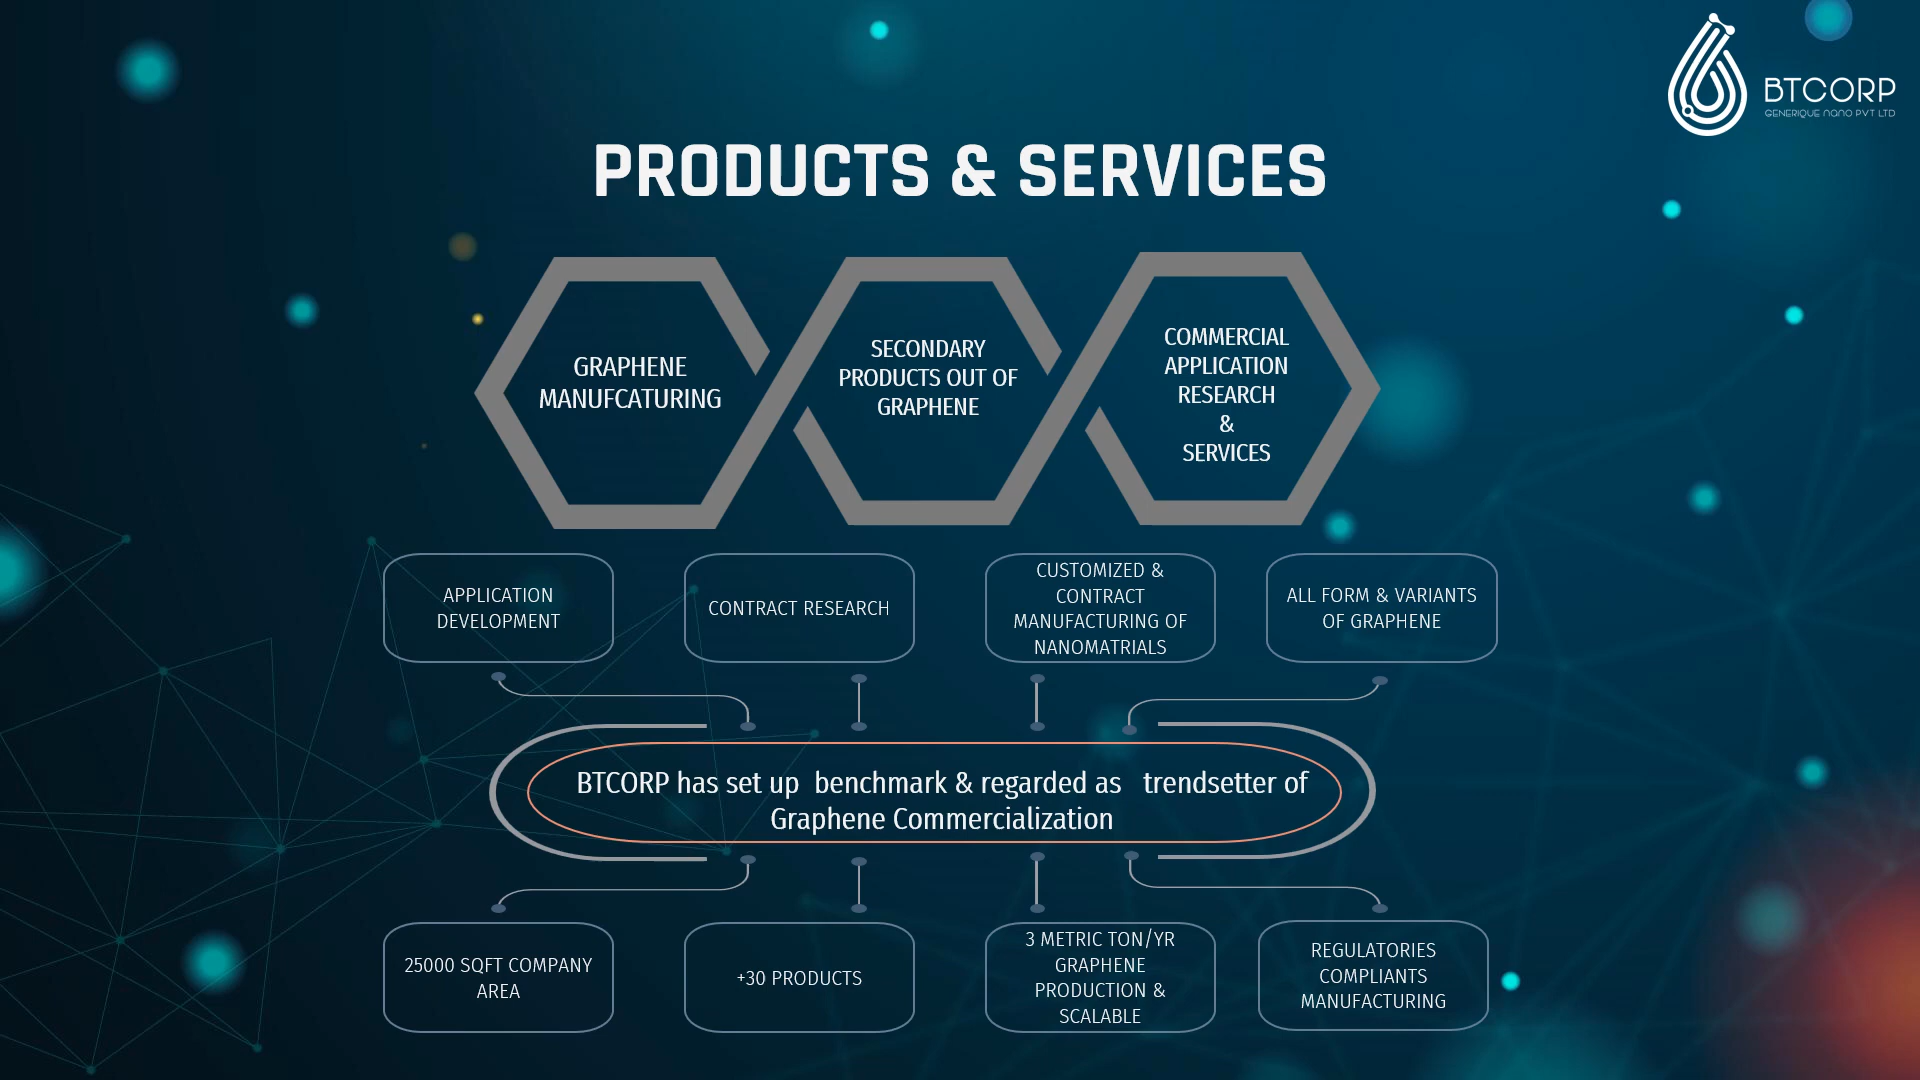 BTCORP
GENERIQUE NANO PVT LTD
PRODUCTS & SERVICES
GRAPHENE
MANUFCATURING
SECONDARY
PRODUCTS OUT OF
GRAPHENE
COMMERCIAL
APPLICATION
RESEARCH
&
SERVICES
APPLICATION
DEVELOPMENT
CONTRACT RESEARCH
CUSTOMIZED &
CONTRACT
MANUFACTURING OF
NANOMATRIALS
ALL FORM & VARIANTS
OF GRAPHENE
BTCORP has set up  benchmark & regarded as   trendsetter of
Graphene Commercialization
25000 SQFT COMPANY
AREA
+30 PRODUCTS
3 METRIC TON/YR
GRAPHENE
PRODUCTION &
SCALABLE
REGULATORIES
COMPLIANTS
MANUFACTURING